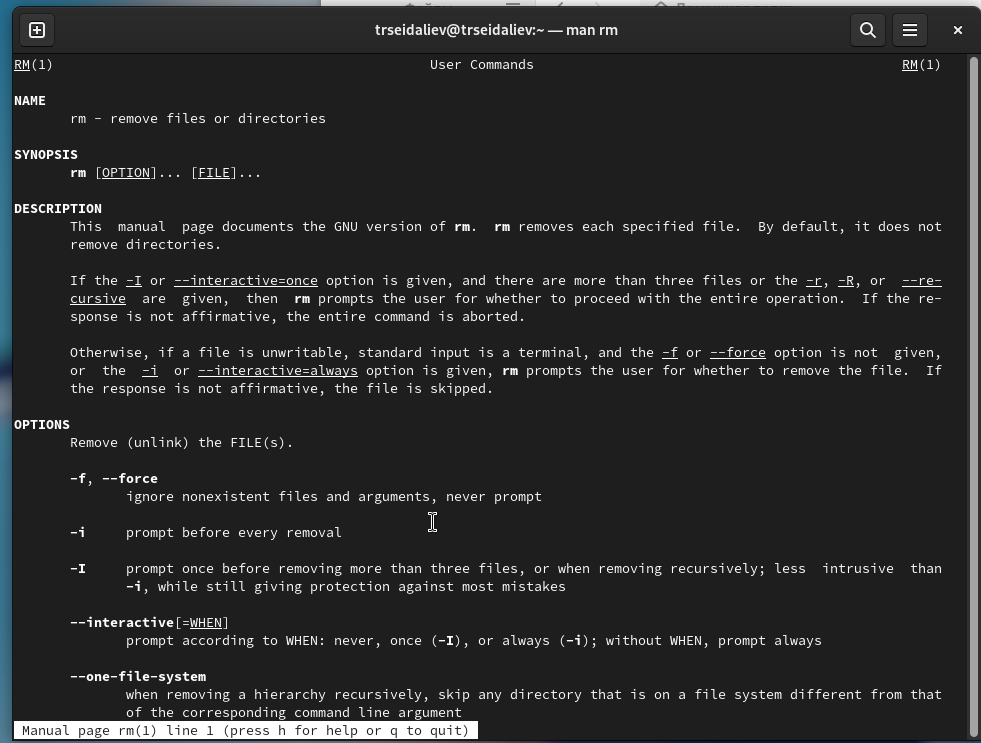 trseidaliev@trseidaliev:~ — man rm
RM(1) User Commands RM(1)
NAME
rm - remove files or directories
SYNOPSIS
rm [OPTION]... [FILE]...
DESCRIPTION
This manual page documents the GNU version of rm. rm removes each specified file. By default, it does not
remove directories.
If the -I or --interactive=once option is given, and there are more than three files or the -r, -R, or --re-
cursive are given, then rm prompts the user for whether to proceed with the entire operation. If the re-
sponse is not affirmative, the entire command is aborted.
Otherwise, if a file is unwritable, standard input is a terminal, and the -f or --force option is not given,
or the -i or --interactive=always option is given, rm prompts the user for whether to remove the file. If
the response is not affirmative, the file is skipped.
OPTIONS
Remove (unlink) the FILE(s).
-f, --force
ignore nonexistent files and arguments, never prompt
-i prompt before every removal
-I prompt once before removing more than three files, or when removing recursively; less intrusive than
-i, while still giving protection against most mistakes
--interactive[=WHEN]
prompt according to WHEN: never, once (-I), or always (-i); without WHEN, prompt always
--one-file-system
when removing a hierarchy recursively, skip any directory that is on a file system different from that
of the corresponding command line argument
Manual page rm(1) line 1 (press h for help or q to quit)